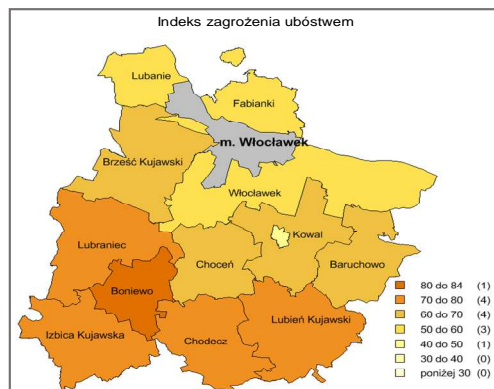 Indeks zagrożenia ubóstwem
Lubanie
Fabianki
m. Włocławek
Brześć Kujawski
Włocławek
Lubraniec
Kowal
Choceń
Baruchowo
Boniewo
Izbica Kujawska
Chodecz
Lubień Kujawski
80 do 84 (1)
70 do 80 (4)
60 do 70 (4)
50 do 60 (3)
40 do 50 (1)
30 do 40 (0)
poniżej 30 (0)